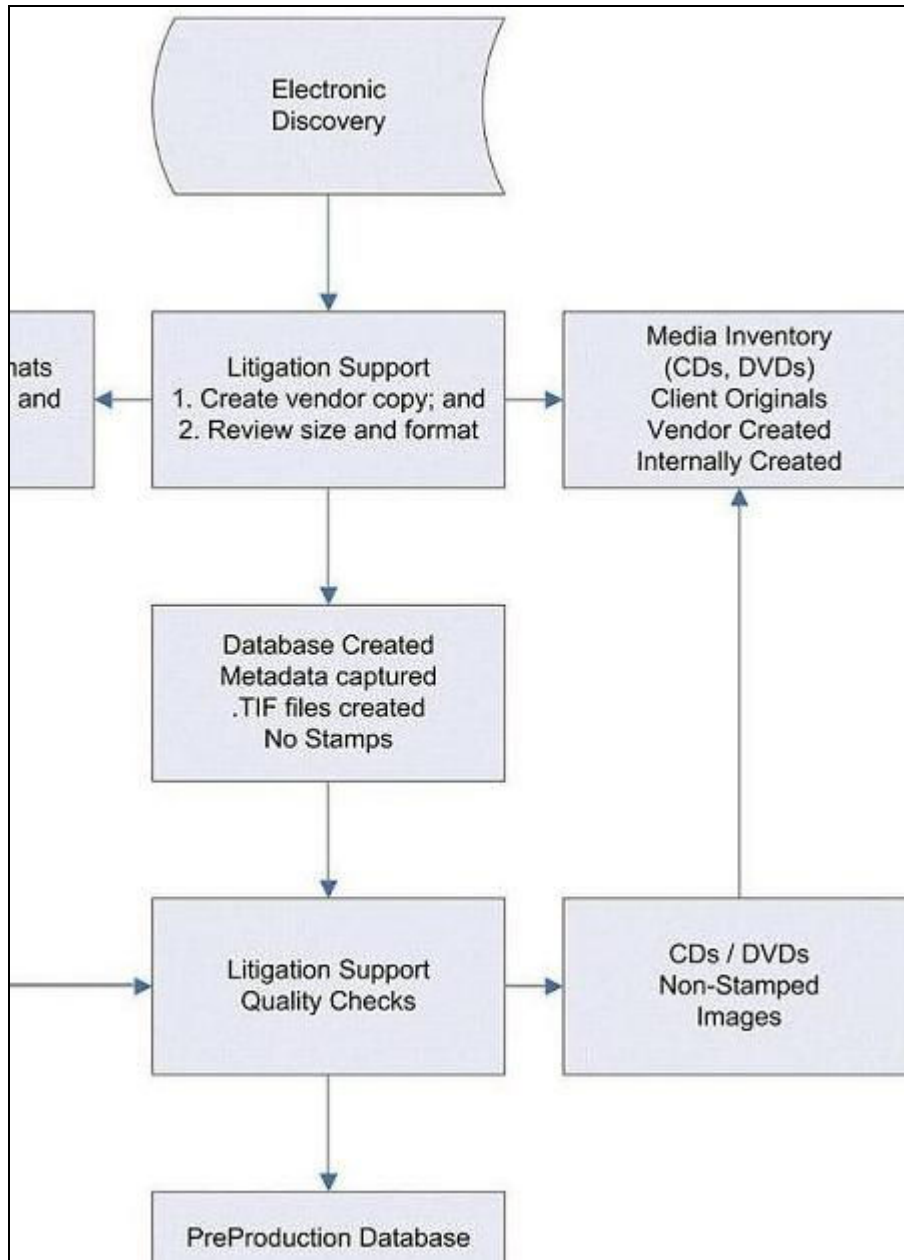 Electronic
Discovery
and
Litigation Support
1. Create vendor copy; and
2. Review size and format
Media Inventory
(CDs, DVDs)
Client Originals
Vendor Created
Internally Created
Database Created
Metadata captured
.TIF files created
No Stamps
Litigation Support
Quality Checks
CDs / DVDs
Non-Stamped
Images
PreProduction Database